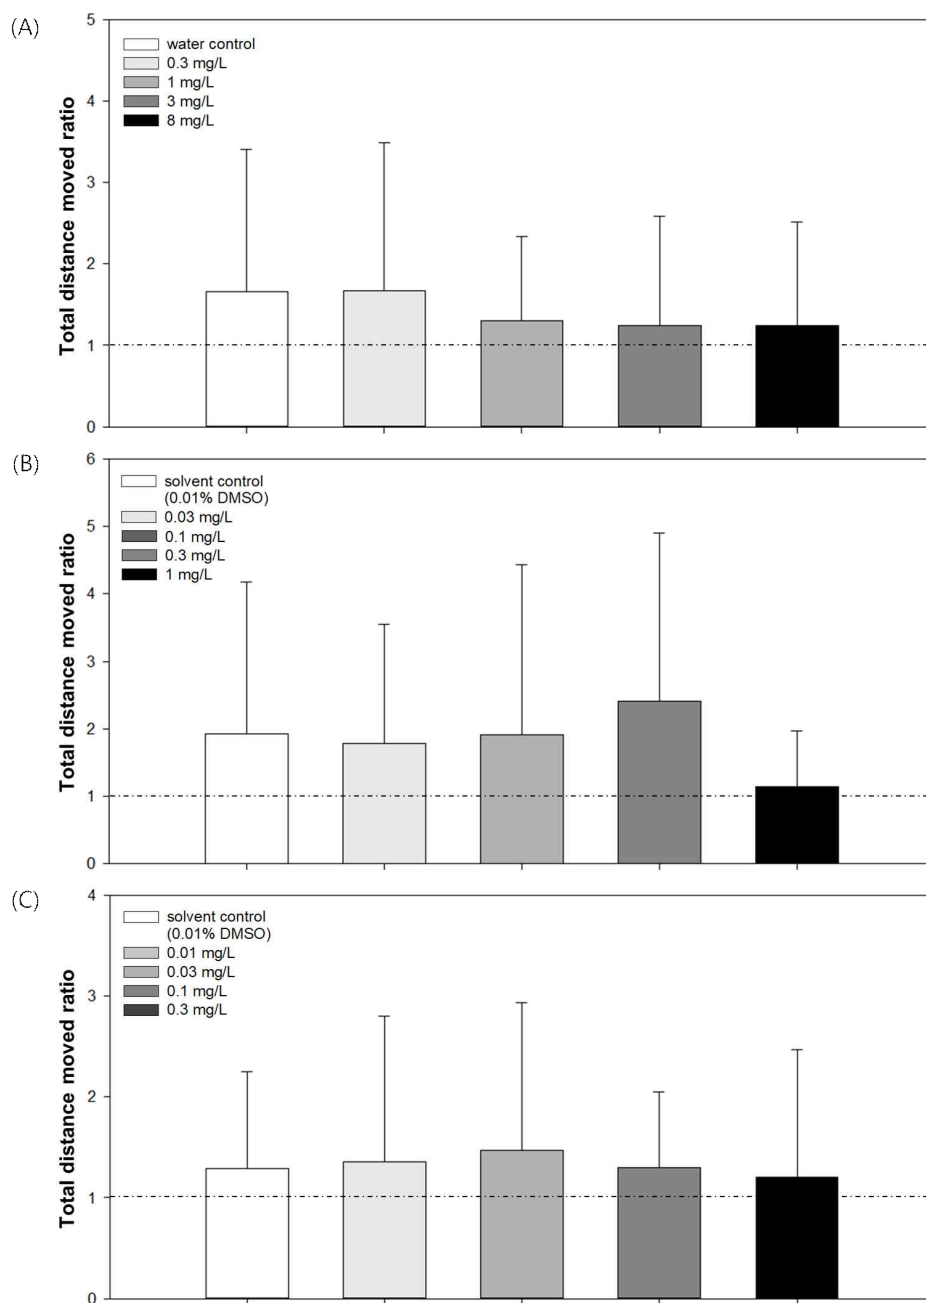 (A)
Total distance moved ratio
5
4
3
2
1
0
water control
0.3 mg/L
1 mg/L
3 mg/L
8 mg/L
(B)
Total distance moved ratio
6
5
4
3
2
1
0
solvent control
(0.01% DMSO)
0.03 mg/L
0.1 mg/L
0.3 mg/L
1 mg/L
(C)
Total distance moved ratio
4
3
2
1
0
solvent control
(0.01% DMSO)
0.01 mg/L
0.03 mg/L
0.1 mg/L
0.3 mg/L